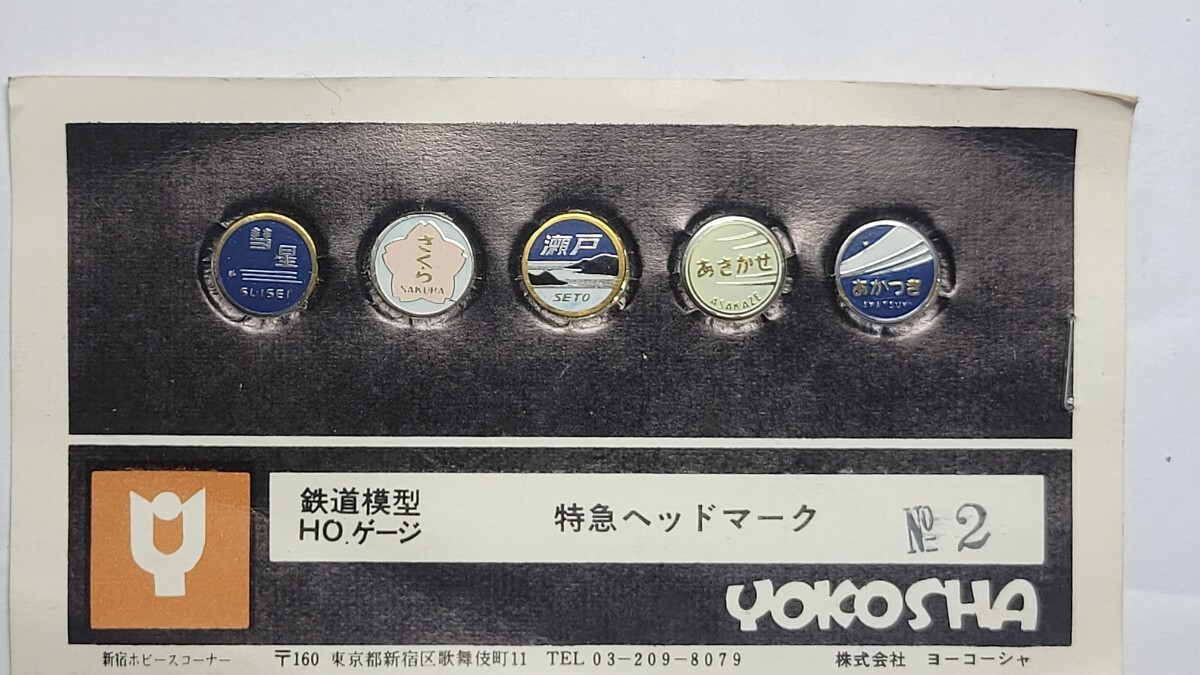 彗星
SUISEI
さくら
SAKURA
瀬戸
SETO
あさかぜ
ASAKAZE
あかつき
AKATSUKI
鉄道模型
HO.ゲージ
特急ヘッドマーク
№ 2
YOKOSHA
新宿ホビースコーナー 〒160 東京都新宿区歌舞伎町11 TEL 03-209-8079 株式会社 ヨーコーシャ